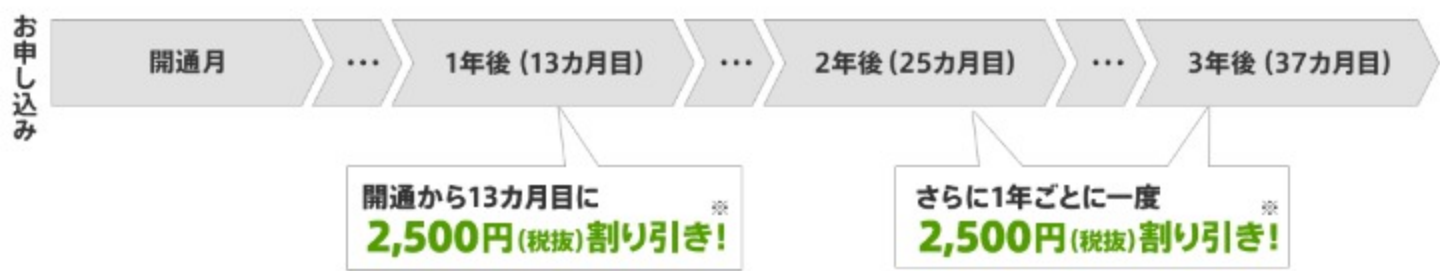 お申し込み
開通月
…
1年後（13カ月目）
…
2年後（25カ月目）
…
3年後（37カ月目）
開通から13カ月目に
※
2,500円（税抜）割り引き！
さらに1年ごとに一度
※
2,500円（税抜）割り引き！